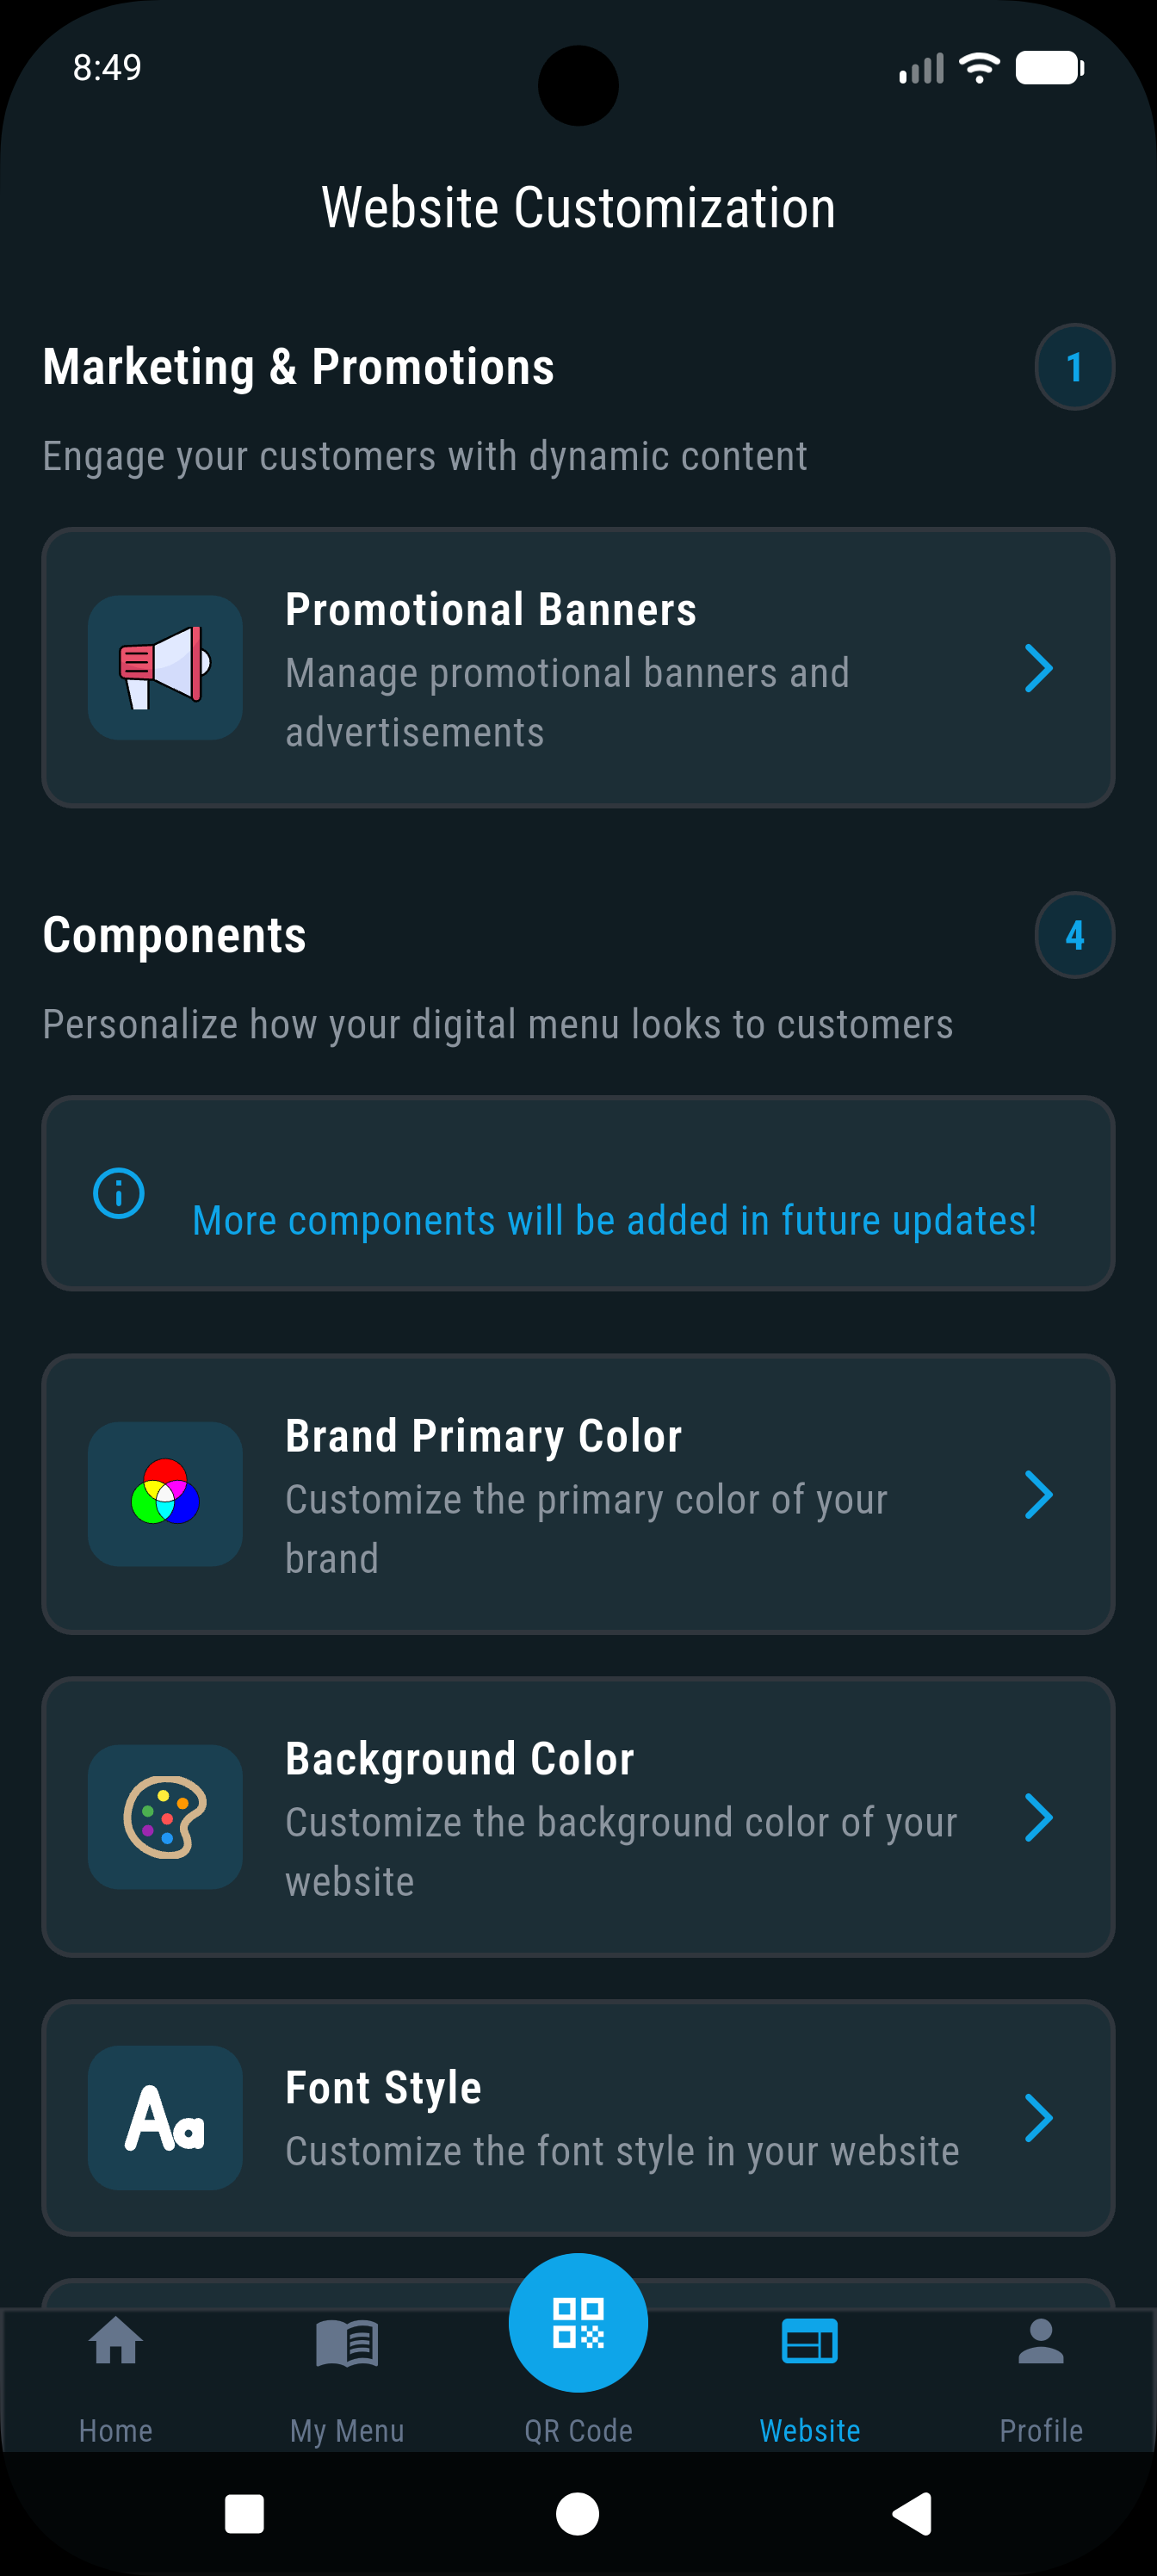 8:49
Website Customization
Marketing & Promotions
1
Engage your customers with dynamic content
Promotional Banners
Manage promotional banners and
advertisements
Components
4
Personalize how your digital menu looks to customers
More components will be added in future updates!
Brand Primary Color
Customize the primary color of your
brand
Background Color
Customize the background color of your
website
Aa
Font Style
Customize the font style in your website
Home
My Menu
QR Code
Website
Profile